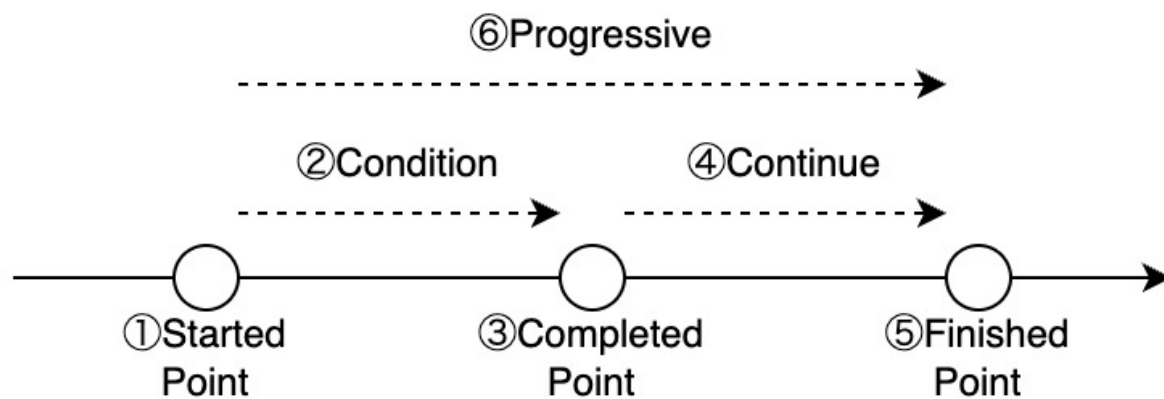 ⑥Progressive
②Condition
④Continue
①Started
Point
③Completed
Point
⑤Finished
Point